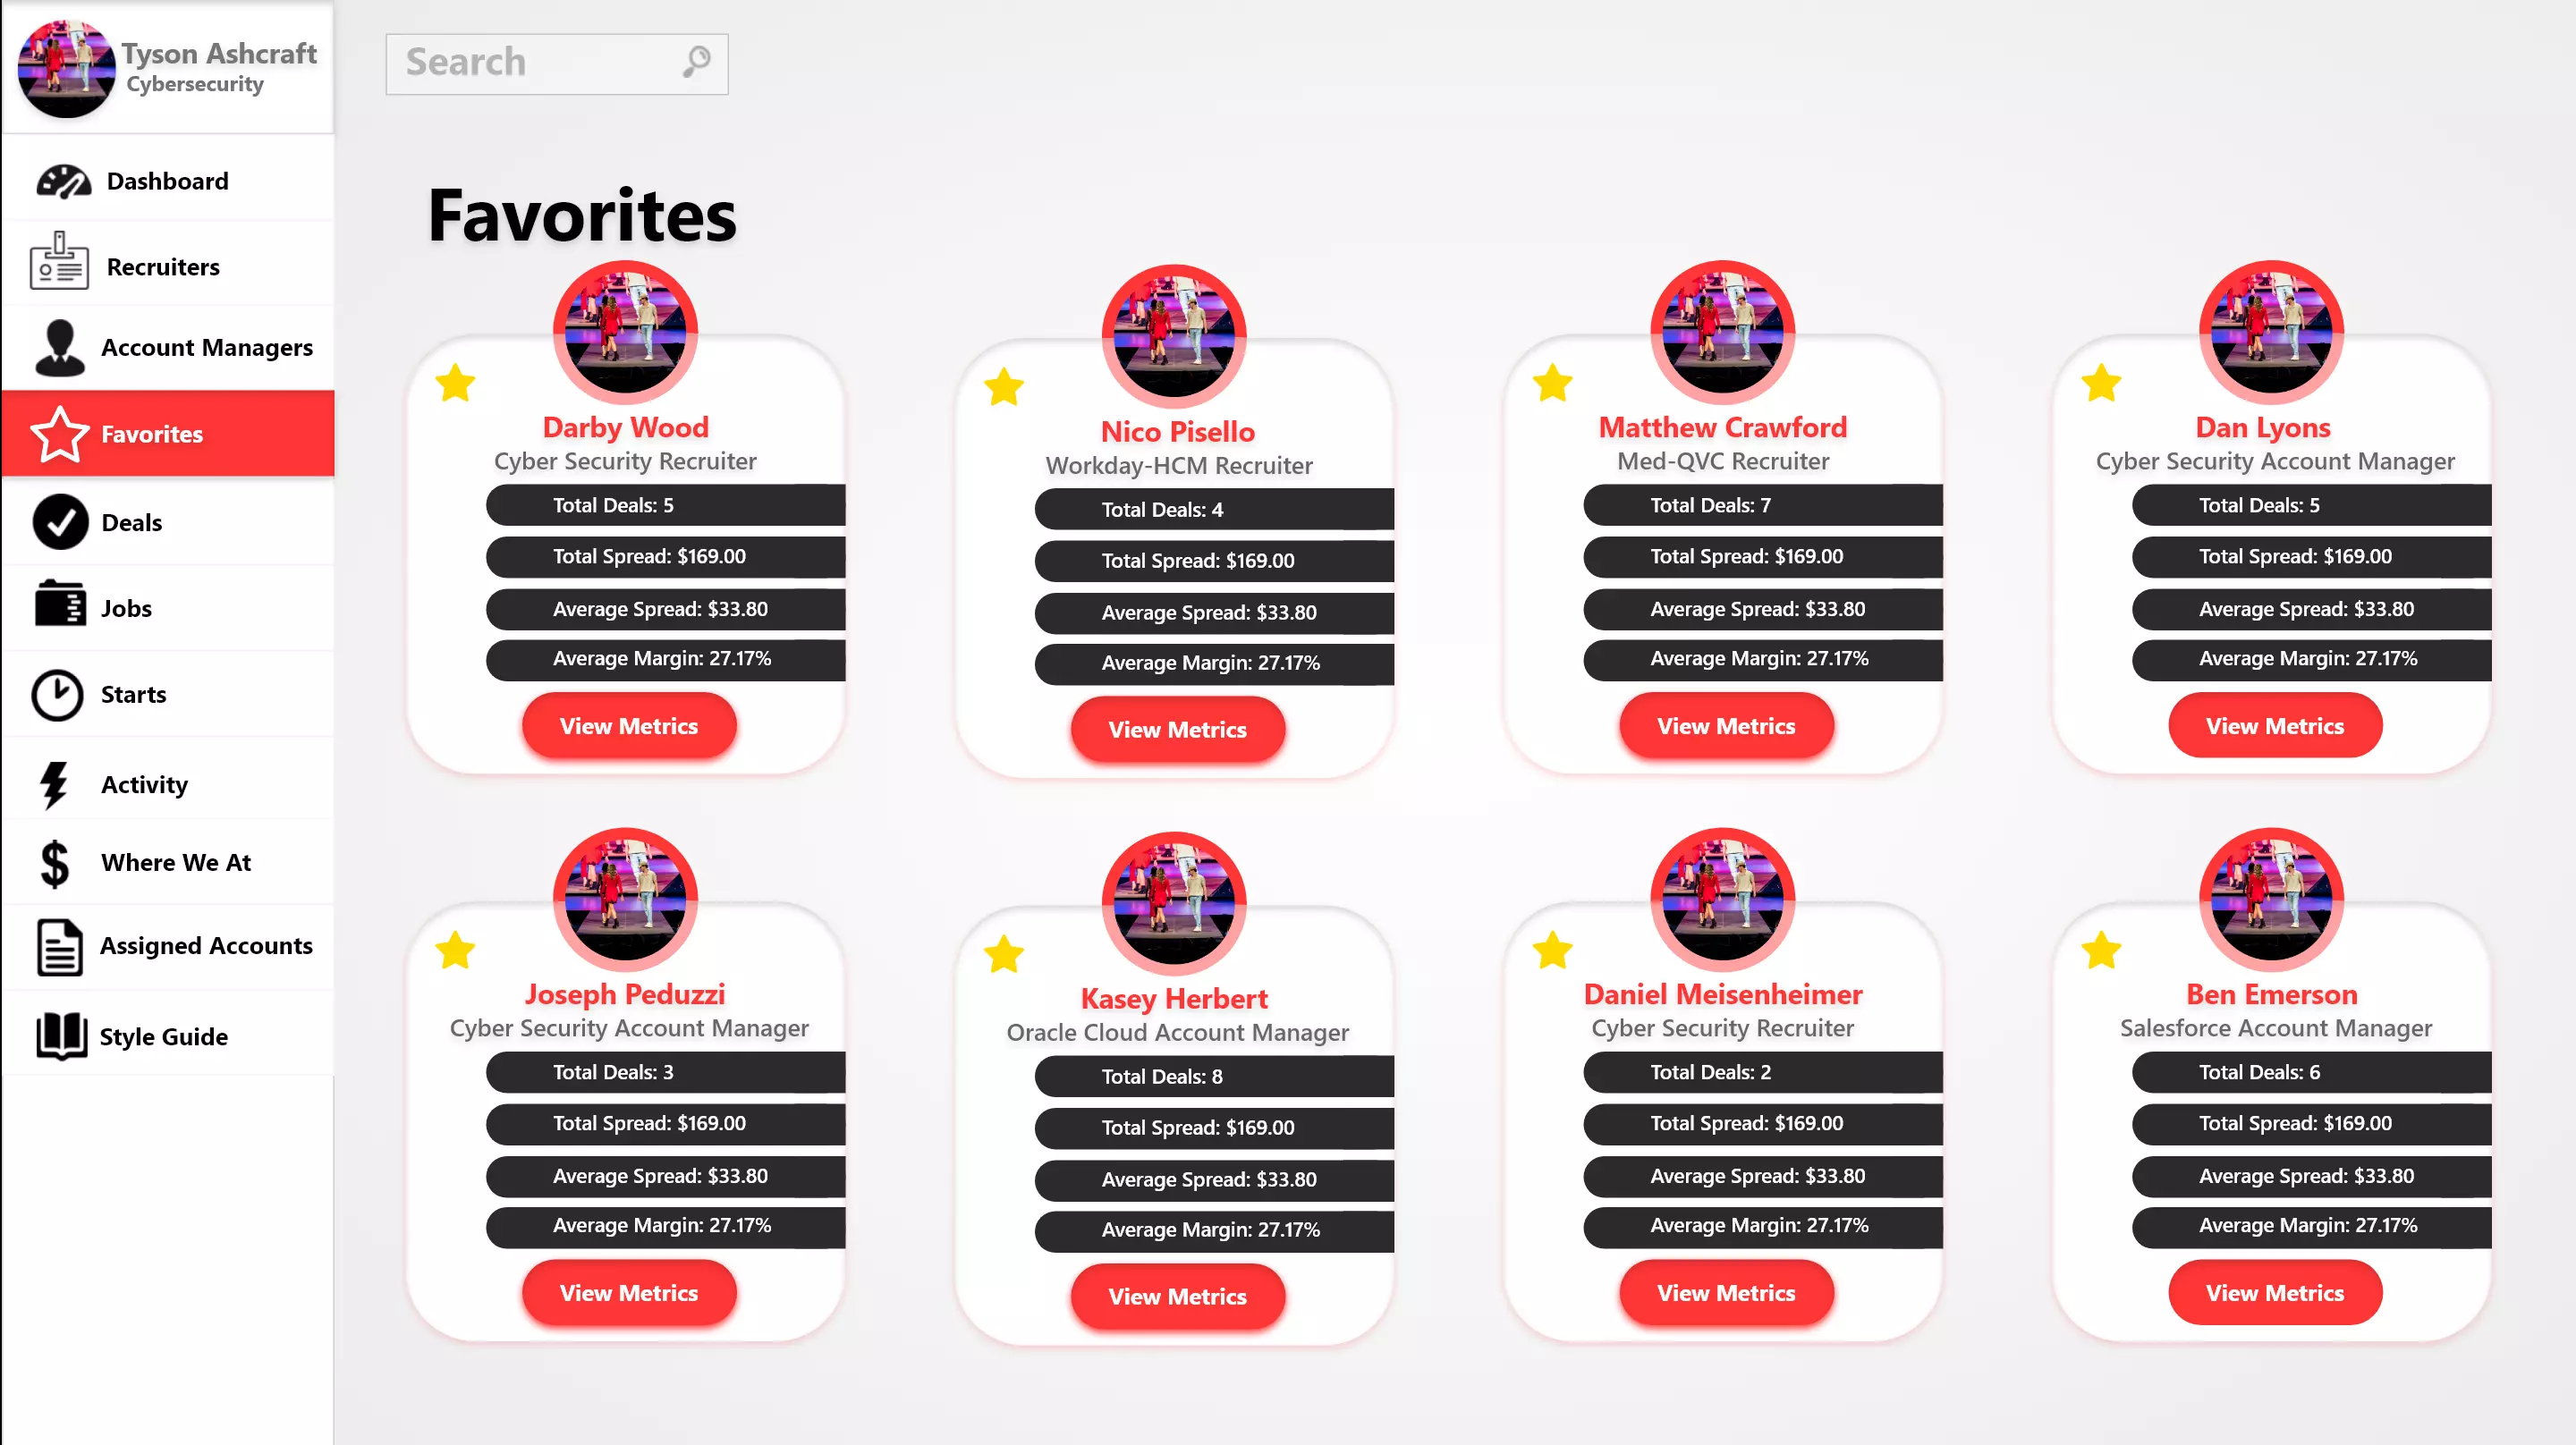 Tyson Ashcraft
Cybersecurity
Dashboard
Recruiters
Account Managers
Favorites
Deals
Jobs
Starts
Activity
Where We At
Assigned Accounts
Style Guide
Search
Favorites
Darby Wood
Cyber Security Recruiter
Total Deals: 5
Total Spread: $169.00
Average Spread: $33.80
Average Margin: 27.17%
View Metrics
Nico Pisello
Workday-HCM Recruiter
Total Deals: 4
Total Spread: $169.00
Average Spread: $33.80
Average Margin: 27.17%
View Metrics
Matthew Crawford
Med-QVC Recruiter
Total Deals: 7
Total Spread: $169.00
Average Spread: $33.80
Average Margin: 27.17%
View Metrics
Dan Lyons
Cyber Security Account Manager
Total Deals: 5
Total Spread: $169.00
Average Spread: $33.80
Average Margin: 27.17%
View Metrics
Joseph Peduzzi
Cyber Security Account Manager
Total Deals: 3
Total Spread: $169.00
Average Spread: $33.80
Average Margin: 27.17%
View Metrics
Kasey Herbert
Oracle Cloud Account Manager
Total Deals: 8
Total Spread: $169.00
Average Spread: $33.80
Average Margin: 27.17%
View Metrics
Daniel Meisenheimer
Cyber Security Recruiter
Total Deals: 2
Total Spread: $169.00
Average Spread: $33.80
Average Margin: 27.17%
View Metrics
Ben Emerson
Salesforce Account Manager
Total Deals: 6
Total Spread: $169.00
Average Spread: $33.80
Average Margin: 27.17%
View Metrics